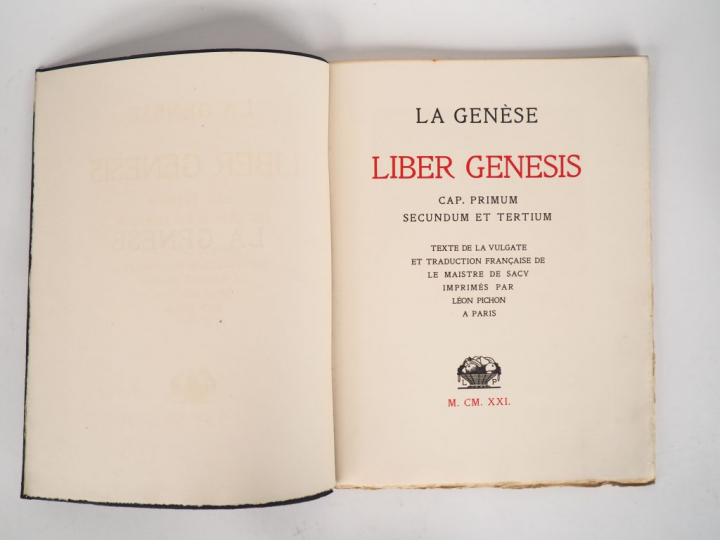 LA GENÈSE
LIBER GENESIS
CAP. PRIMUM
SECUNDUM ET TERTIUM
TEXTE DE LA VULGATE
ET TRADUCTION FRANÇAISE DE
LE MAISTRE DE SACY
IMPRIMÉS PAR
LÉON PICHON
A PARIS
L P
M. CM. XXI.